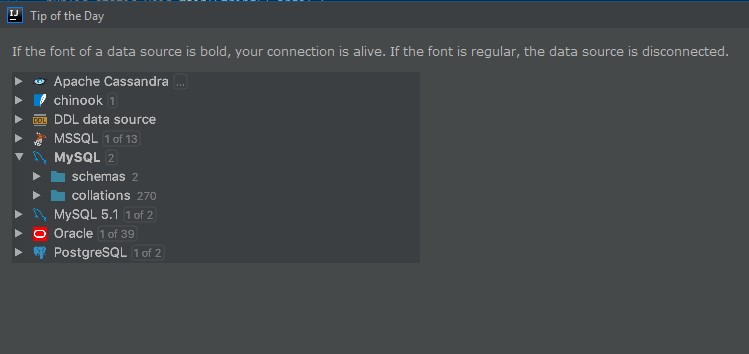 IJ
Tip of the Day
If the font of a data source is bold, your connection is alive. If the font is regular, the data source is disconnected.
Apache Cassandra ...
chinook 1
DDL DDL data source
MSSQL 1 of 13
MySQL 2
schemas 2
collations 270
MySQL 5.1 1 of 2
Oracle 1 of 39
PostgreSQL 1 of 2